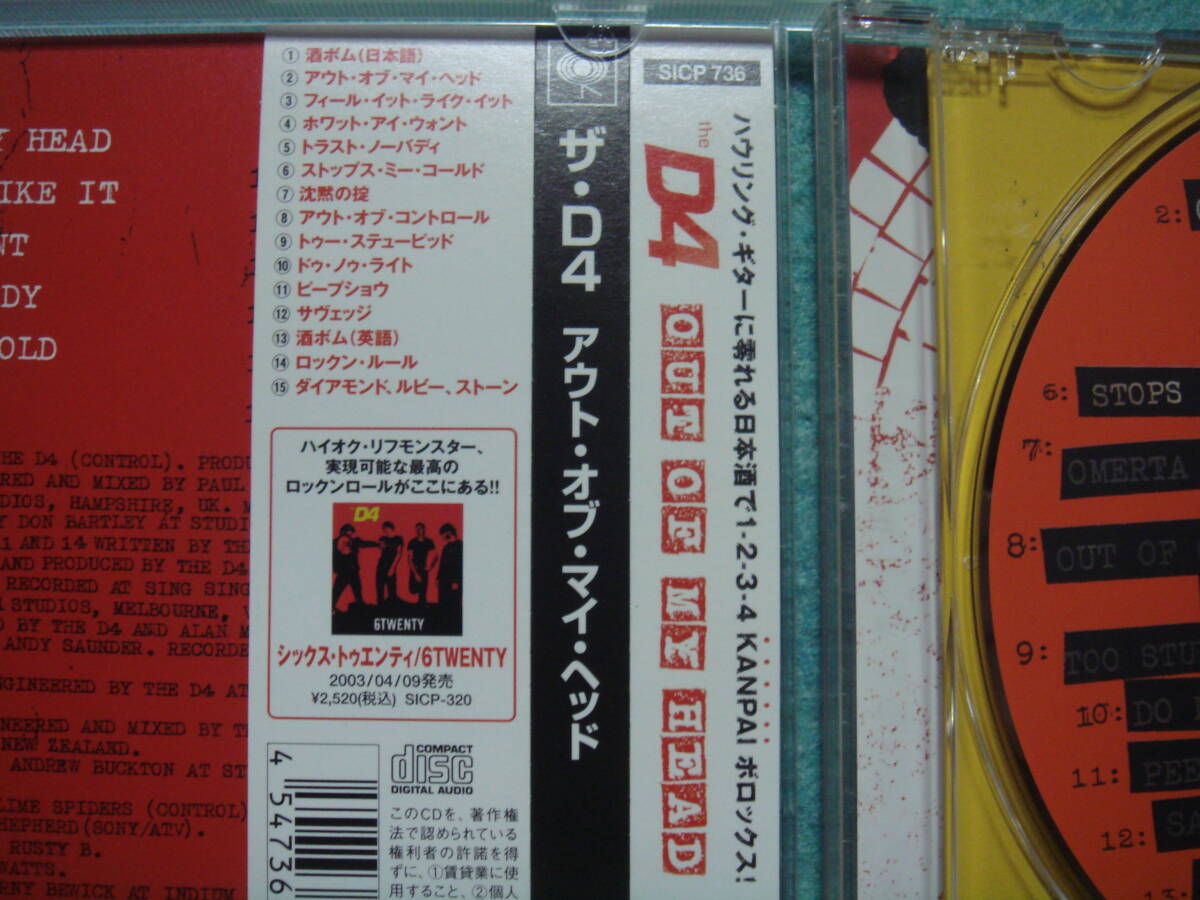 Y HEAD
IKE IT
NT
DY
OLD
HE D4 (CONTROL). PRODU
RED AND MIXED BY PAUL
DIOS, HAMPSHIRE, UK. M
Y DON BARTLEY AT STUDI
11 AND 14 WRITTEN BY TH
AND PRODUCED BY THE D4
RECORDED AT SING SING
STUDIOS, MELBOURNE, V
D BY THE D4 AND ALAN M
ANDY SAUNDER. RECORDE
NGINEERED BY THE D4 AT
NEERED AND MIXED BY T
NEW ZEALAND.
ANDREW BUCKTON AT ST
LIME SPIDERS (CONTROL)
HEPHERD(SONY/ATV).
RUSTY B.
WATTS.
RNY BEWICK AT INDIUM
① 酒ボム(日本語)
② アウト・オブ・マイ・ヘッド
③ フィール・イット・ライク・イット
④ ホワット・アイ・ウォント
⑤ トラスト・ノーバディ
⑥ ストップス・ミー・コールド
⑦ 沈黙の掟
⑧ アウト・オブ・コントロール
⑨ トゥー・ステューピッド
⑩ ドゥ・ノゥ・ライト
⑪ ピープショウ
⑫ サヴェッジ
⑬ 酒ボム(英語)
⑭ ロックン・ルール
⑮ ダイアモンド、ルビー、ストーン
ハイオク・リフモンスター、
実現可能な最高の
ロックンロールがここにある!!
D4
6TWENTY
シックス・トゥエンティ/6TWENTY
2003/04/09発売
¥2,520(税込) SICP-320
4 54736
COMPACT
disc
DIGITAL AUDIO
このCDを、著作権
法で認められている
権利者の許諾を得
ずに、①賃貸業に使
用すること、②個人
ザ・D4 アウト・オブ・マイ・ヘッド
SICP 736
the D4 OUT OF MY HEAD
ハウリング・ギターに零れる日本酒で1-2-3-4 KANPAI ボロックス!
2:
6: STOPS
7: OMERTA
8: OUT OF
9: TOO STU
10: DO
11: PEE
12: SA
13: